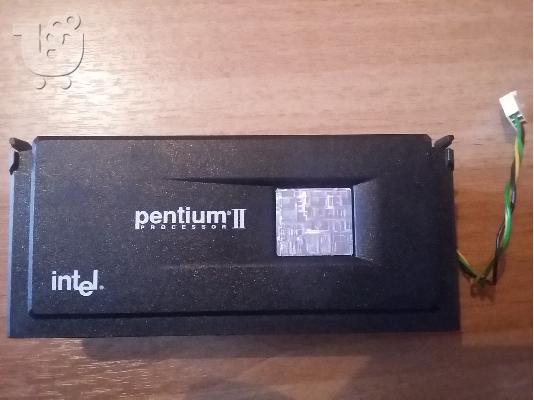 pentium® II
PROCESSOR
intel®